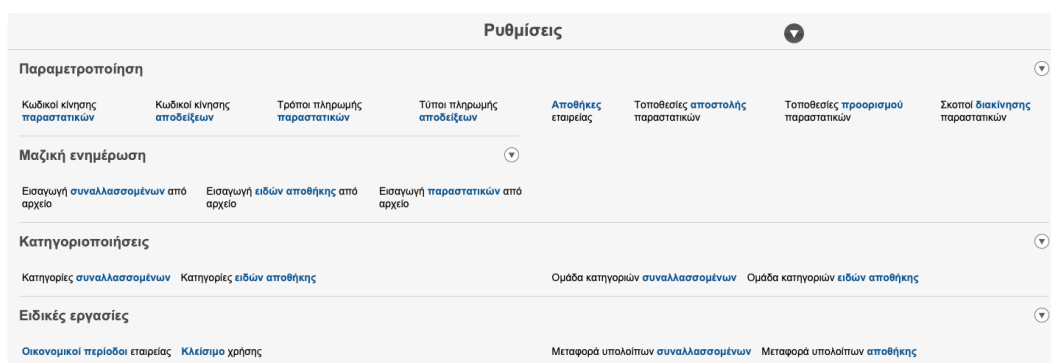 Ρυθμίσεις
Παραμετροποίηση
Κωδικοί κίνησης παραστατικών
Κωδικοί κίνησης αποδείξεων
Τρόποι πληρωμής παραστατικών
Τύποι πληρωμής αποδείξεων
Αποθήκες εταιρείας
Τοποθεσίες αποστολής παραστατικών
Τοποθεσίες προορισμού παραστατικών
Σκοποί διακίνησης παραστατικών
Μαζική ενημέρωση
Εισαγωγή συναλλασσομένων από αρχείο
Εισαγωγή ειδών αποθήκης από αρχείο
Εισαγωγή παραστατικών από αρχείο
Κατηγοριοποιήσεις
Κατηγορίες συναλλασσομένων
Κατηγορίες ειδών αποθήκης
Ομάδα κατηγοριών συναλλασσομένων
Ομάδα κατηγοριών ειδών αποθήκης
Ειδικές εργασίες
Οικονομικοί περίοδοι εταιρείας
Κλείσιμο χρήσης
Μεταφορά υπολοίπων συναλλασσομένων
Μεταφορά υπολοίπων αποθήκης